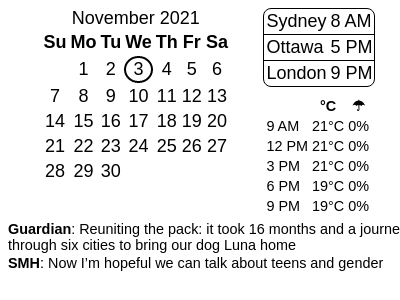 November 2021
Su Mo Tu We Th Fr Sa
1 2 3 4 5 6
7 8 9 10 11 12 13
14 15 16 17 18 19 20
21 22 23 24 25 26 27
28 29 30
Sydney 8 AM
Ottawa 5 PM
London 9 PM
°C ☂
9 AM 21°C 0%
12 PM 21°C 0%
3 PM 21°C 0%
6 PM 19°C 0%
9 PM 19°C 0%
Guardian: Reuniting the pack: it took 16 months and a journe
through six cities to bring our dog Luna home
SMH: Now I'm hopeful we can talk about teens and gender